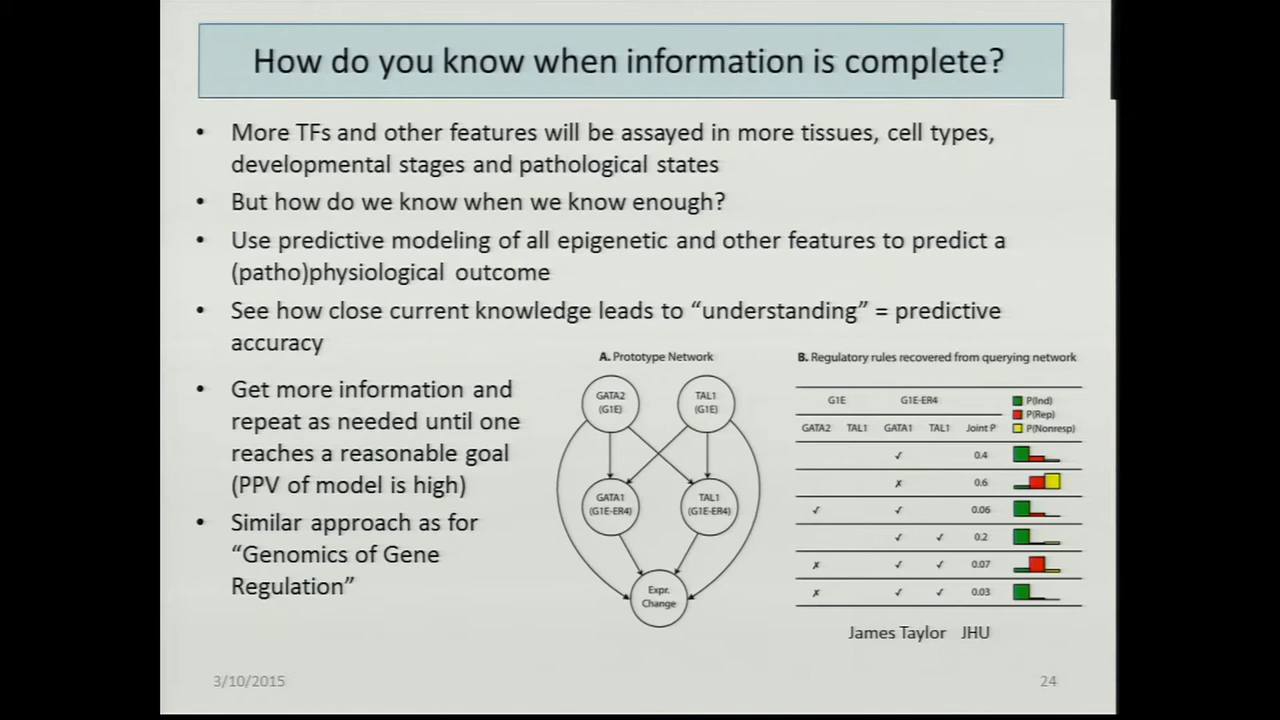 How do you know when information is complete?
• More TFs and other features will be assayed in more tissues, cell types,
developmental stages and pathological states
• But how do we know when we know enough?
• Use predictive modeling of all epigenetic and other features to predict a
(patho)physiological outcome
• See how close current knowledge leads to “understanding” = predictive
accuracy
• Get more information and
repeat as needed until one
reaches a reasonable goal
(PPV of model is high)
• Similar approach as for
“Genomics of Gene
Regulation”
A. Prototype Network
GATA2
(G1E)
TAL1
(G1E)
GATA1
(G1E-ER4)
TAL1
(G1E-ER4)
Expr.
Change
B. Regulatory rules recovered from querying network
G1E G1E-ER4
P(Ind)
P(Rep)
P(Nonresp)
GATA2 TAL1 GATA1 TAL1 Joint P
✓ 0.4
✗ 0.6
✓ ✓ 0.06
✓ ✓ 0.2
✗ ✓ ✓ 0.07
✗ ✓ ✓ 0.03
James Taylor JHU
3/10/2015 24